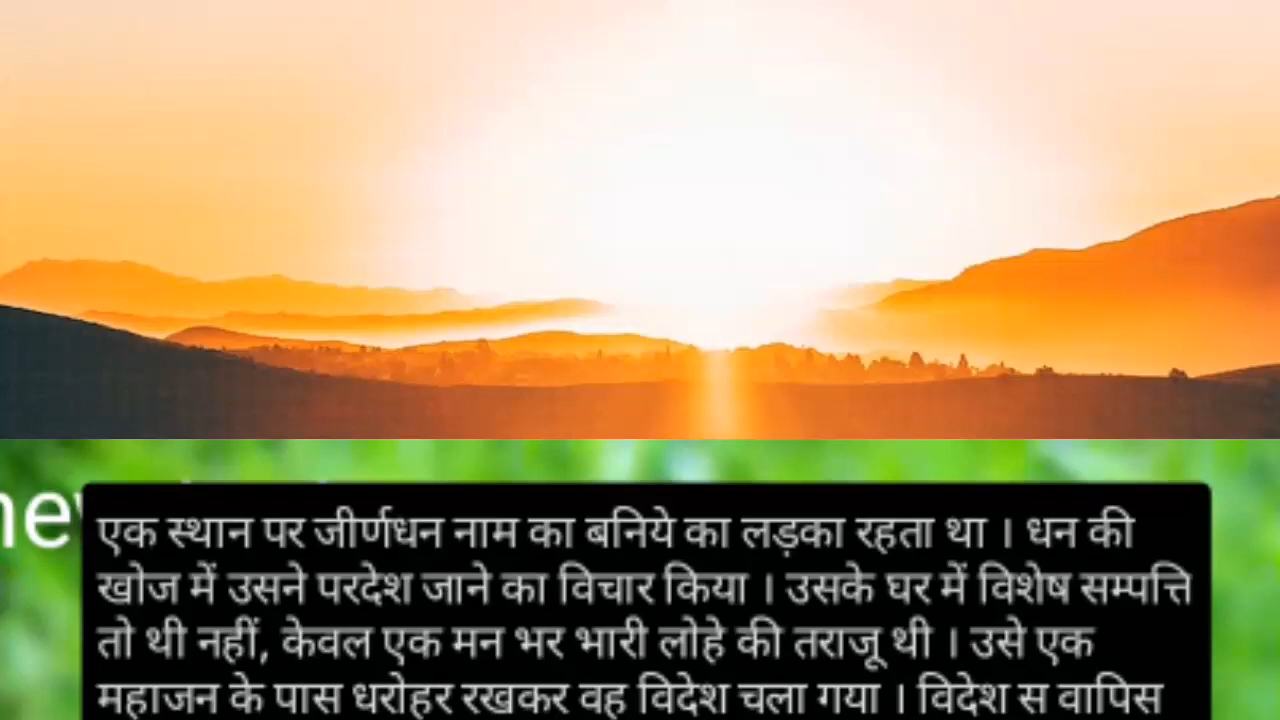 एक स्थान पर जीर्णधन नाम का बनिये का लड़का रहता था । धन की
खोज में उसने परदेश जाने का विचार किया । उसके घर में विशेष सम्पत्ति
तो थी नहीं, केवल एक मन भर भारी लोहे की तराजू थी । उसे एक
महाजन के पास धरोहर रखकर वह विदेश चला गया । विदेश स वापिस